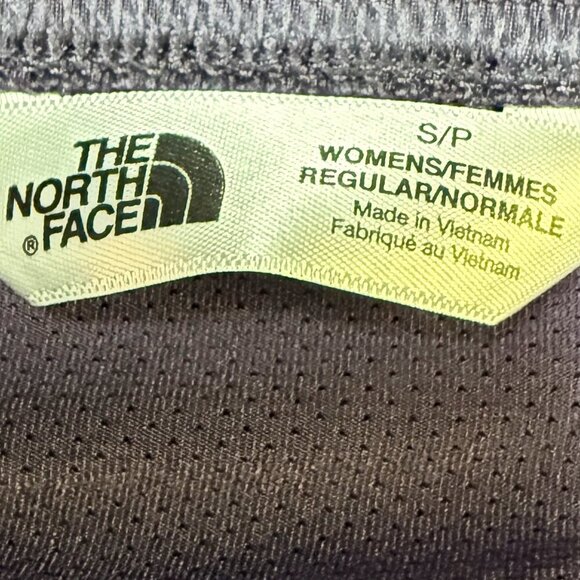 THE
NORTH
FACE
®
S/P
WOMENS/FEMMES
REGULAR/NORMALE
Made in Vietnam
Fabriqué au Vietnam